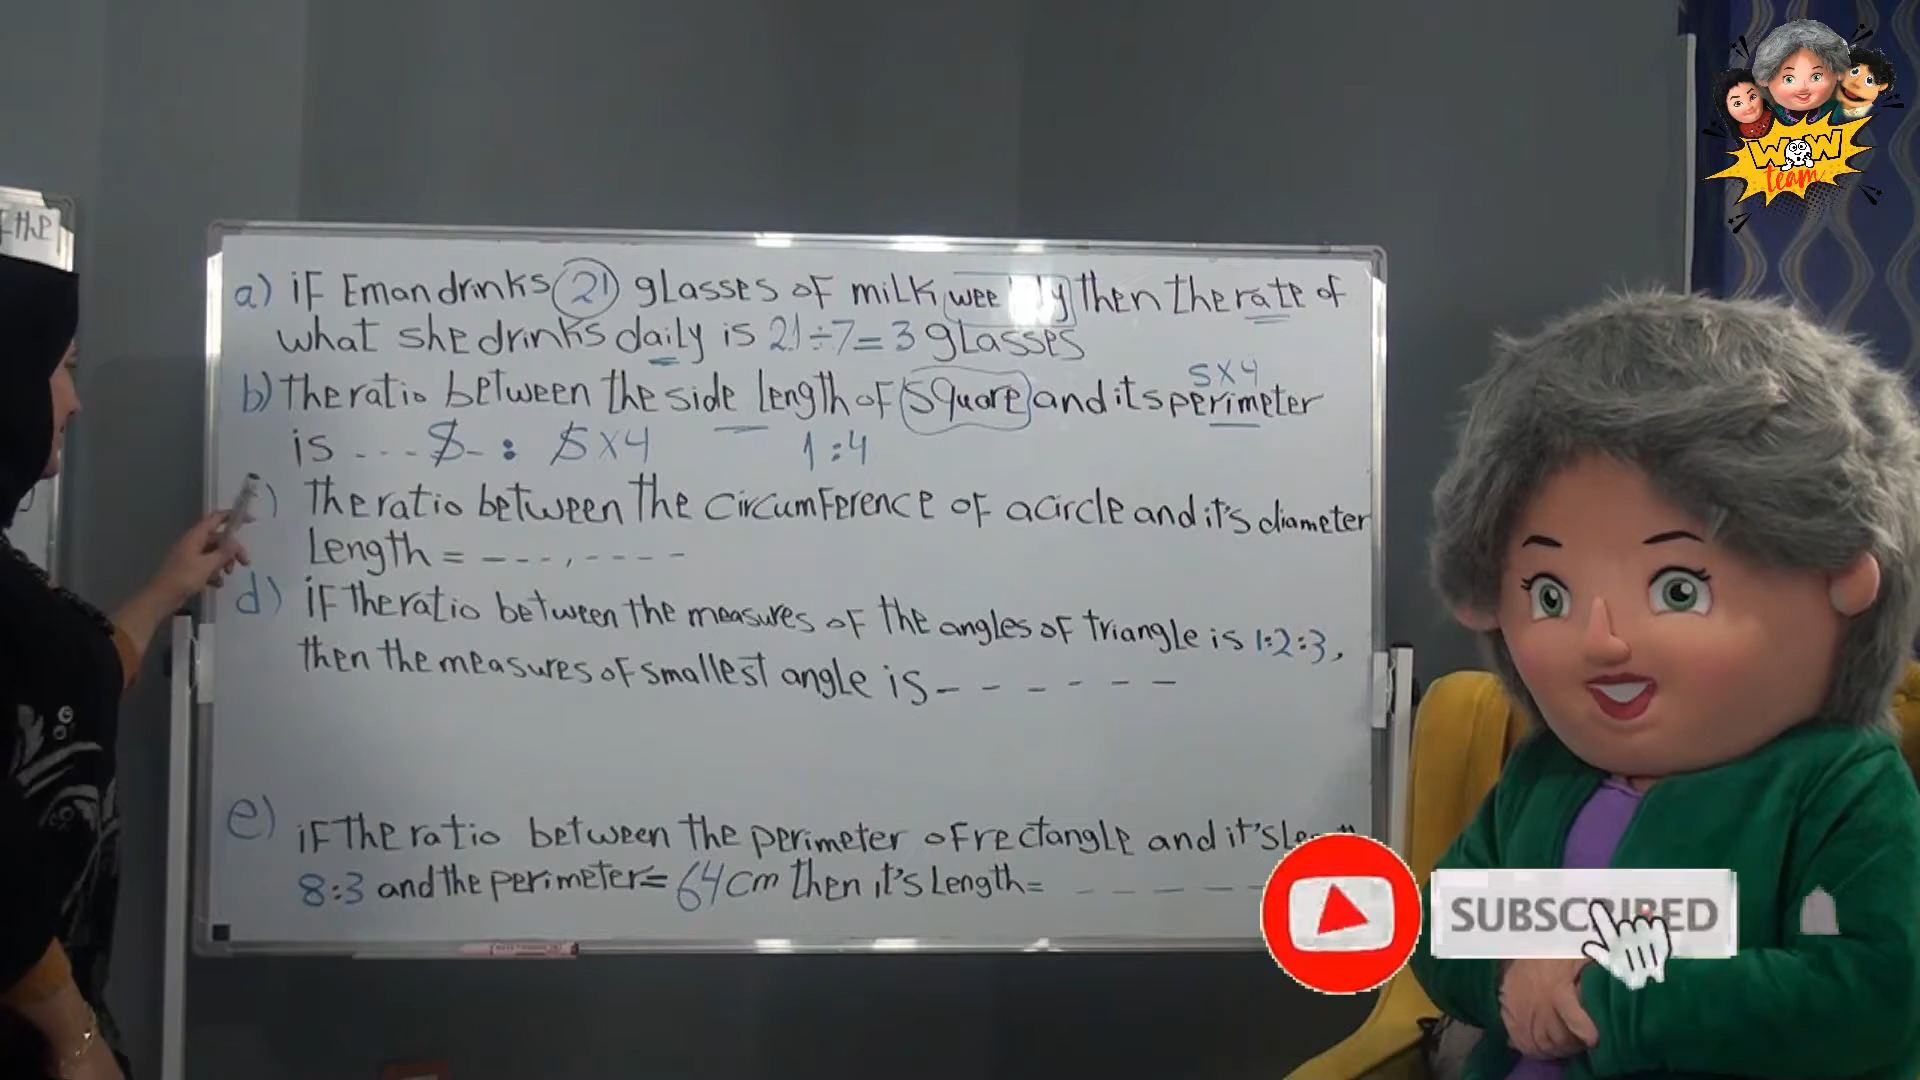 f the
WOW
team
a) if Eman drinks 21 glasses of milk weekly then the rate of
what she drinks daily is 21÷7=3 glasses
S×4
b) the ratio between the side length of square and its perimeter
is ... S : S×4 1:4
) the ratio between the circumference of a circle and it's diameter
Length = ---,----
d) if the ratio between the measures of the angles of triangle is 1:2:3,
then the measures of smallest angle is------
e) if the ratio between the perimeter of rectangle and it's
8:3 and the perimeter= 64cm then it's Length= -----
SUBSCRIBED